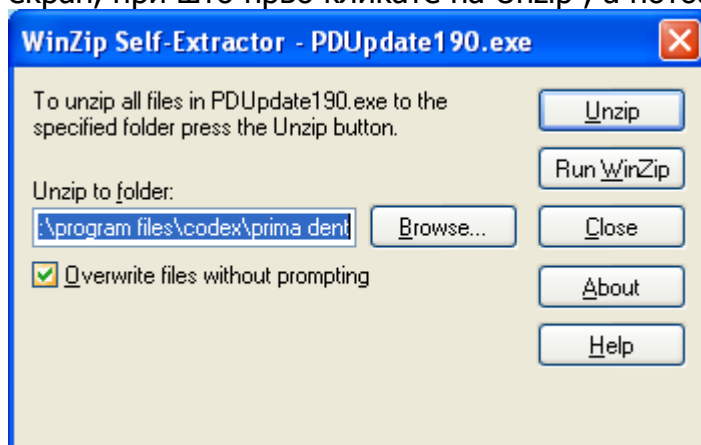 екран, при што прво кликате на Unzip , а потоа
WinZip Self-Extractor - PDUpdate190.exe
To unzip all files in PDUpdate190.exe to the
specified folder press the Unzip button.
Unzip to folder:
:\program files\codex\prima dent
Browse...
Overwrite files without prompting
Unzip
Run WinZip
Close
About
Help